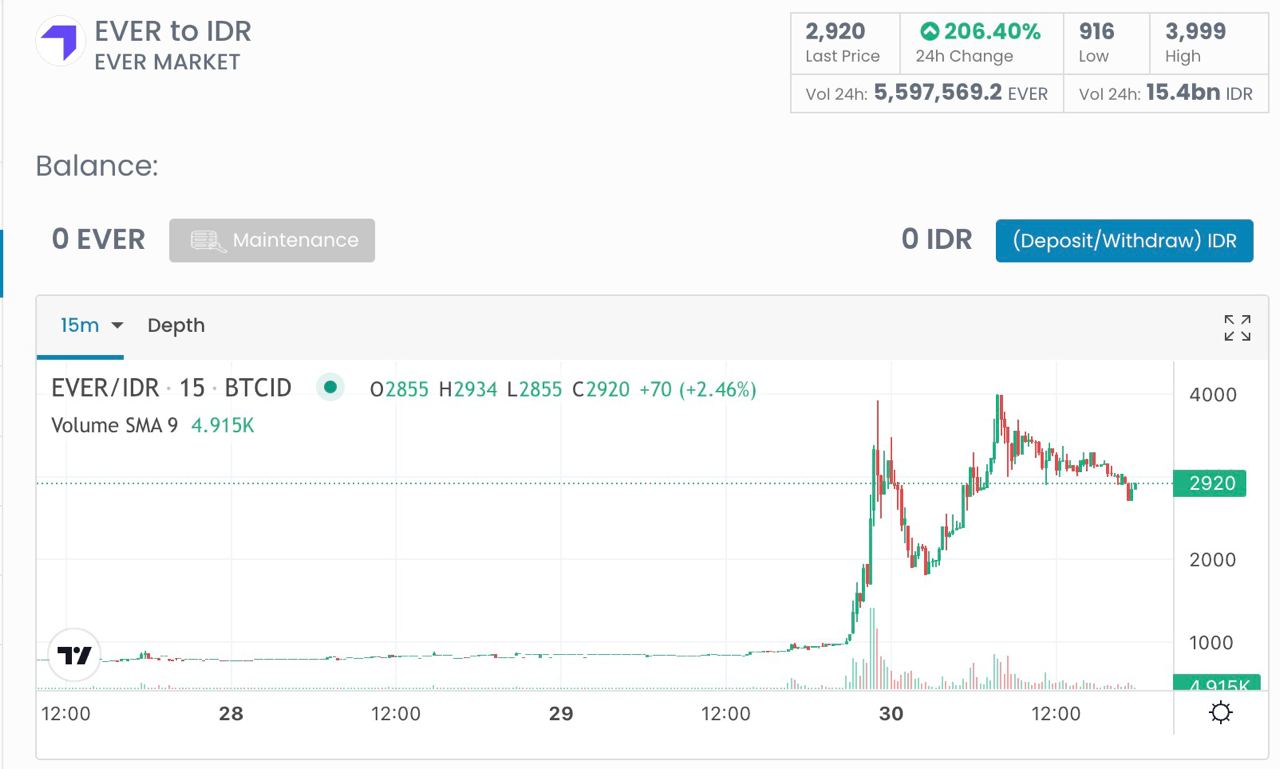 EVER to IDR
EVER MARKET
2,920 206.40% 916 3,999
Last Price 24h Change Low High
Vol 24h: 5,597,569.2 EVER Vol 24h: 15.4bn IDR
Balance:
0 EVER Maintenance 0 IDR (Deposit/Withdraw) IDR
15m Depth
EVER/IDR · 15 · BTCID O2855 H2934 L2855 C2920 +70 (+2.46%)
Volume SMA 9 4.915K
4000
2920
2000
1000
4.915K
12:00 28 12:00 29 12:00 30 12:00